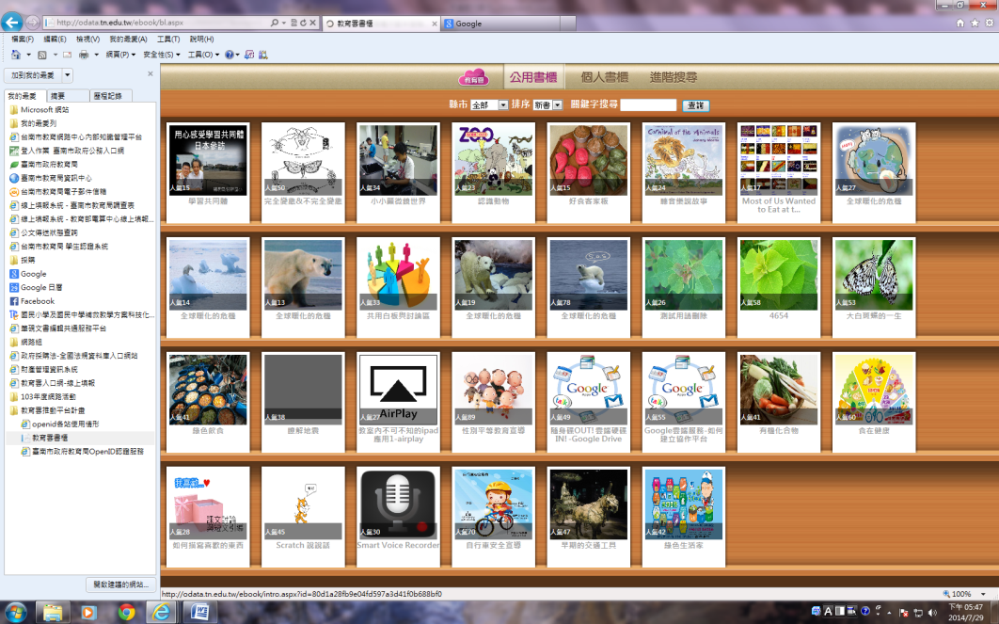 http://odata.tn.edu.tw/ebook/bl.aspx
教育雲書櫃
Google
檔案(F) 編輯(E) 檢視(V) 我的最愛(A) 工具(T) 說明(H)
網頁(P) 安全性(S) 工具(O)
加到我的最愛
我的最愛 摘要 歷程記錄
Microsoft 網站
我的最愛列
台南市教育網路中心內部知識管理平台
登入作業 臺南市政府公務入口網
臺南市政府教育局
臺南市教育局資訊中心
台南市教育局電子郵件信箱
線上填報系統 - 臺南市教育局調查表
線上填報系統 - 教育部電算中心線上填報...
公文傳送狀態查詢
台南市教育局 學生認證系統
採購
Google
Google 日曆
Facebook
國民小學及國民中學補救教學方案科技化...
筆硯文書編輯共通服務平台
網路組
政府採購法-全國法規資料庫入口網站
財產管理資訊系統
教育雲入口網-線上填報
103年度網路活動
教育雲推動平台計畫
openid各站使用情形
教育雲書櫃
臺南市政府教育局OpenID認證服務
開啟建議的網站...
教育雲 公用書櫃 個人書櫃 進階搜尋
縣市 全部 排序 新書 關鍵字搜尋 查詢
用心感受學習共同體
日本參訪
人氣15
學習共同體
人氣50
完全變態&不完全變態
人氣34
小小顯微鏡世界
ZOO
人氣23
認識動物
人氣15
好食客家粄
Carnival of the Animals
人氣24
聽音樂說故事
人氣17
Most of Us Wanted to Eat at t...
人氣27
全球暖化的危機
人氣14
全球暖化的危機
人氣13
全球暖化的危機
人氣33
共用白板與討論區
人氣19
全球暖化的危機
S.O.S
人氣78
全球暖化的危機
人氣26
測試用請刪除
人氣58
4654
人氣53
大白斑蝶的一生
人氣41
綠色飲食
人氣38
瞭解地震
AirPlay
人氣27
教室內不可不知的ipad應用1-airplay
人氣89
性別平等教育宣導
Google
人氣49
隨身碟OUT! 雲端硬碟IN! -Google Drive
Google
人氣55
Google雲端服務-如何建立協作平台
人氣41
有機化合物
人氣60
食在健康
我喜歡...
課文討論
與短文引導
人氣28
如何描寫喜歡的東西
人氣45
Scratch 說說話
人氣30
Smart Voice Recorder
人氣70
自行車安全宣導
人氣47
早期的交通工具
人氣42
綠色生活家
http://odata.tn.edu.tw/ebook/intro.aspx?id=80d1a28fb9e04fd597a3d41f0b688bf0
100%
下午 05:47
2014/7/29